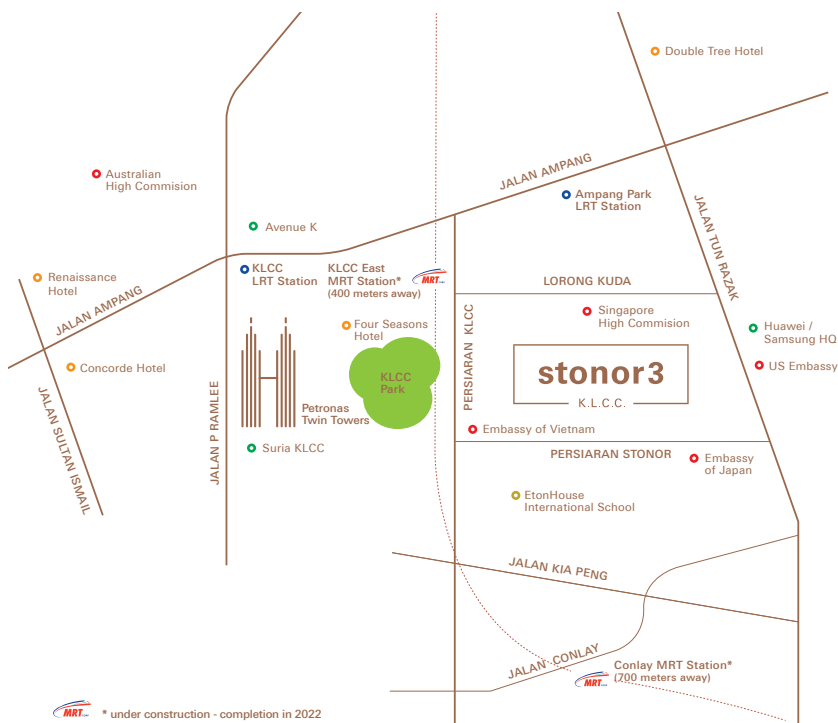 Double Tree Hotel
JALAN AMPANG
Australian
High Commision
Ampang Park
LRT Station
JALAN TUN RAZAK
Avenue K
KLCC
LRT Station
KLCC East
MRT Station*
(400 meters away)
MRT
Renaissance
Hotel
JALAN AMPANG
LORONG KUDA
Singapore
High Commision
Four Seasons
Hotel
Huawei /
Samsung HQ
PERSIARAN KLCC
Concorde Hotel
KLCC
Park
stonor3
K.L.C.C.
US Embassy
JALAN SULTAN ISMAIL
JALAN P RAMLEE
Petronas
Twin Towers
Embassy of Vietnam
Suria KLCC
PERSIARAN STONOR
Embassy
of Japan
EtonHouse
International School
JALAN KIA PENG
JALAN CONLAY
MRT
Conlay MRT Station*
(700 meters away)
MRT
* under construction - completion in 2022